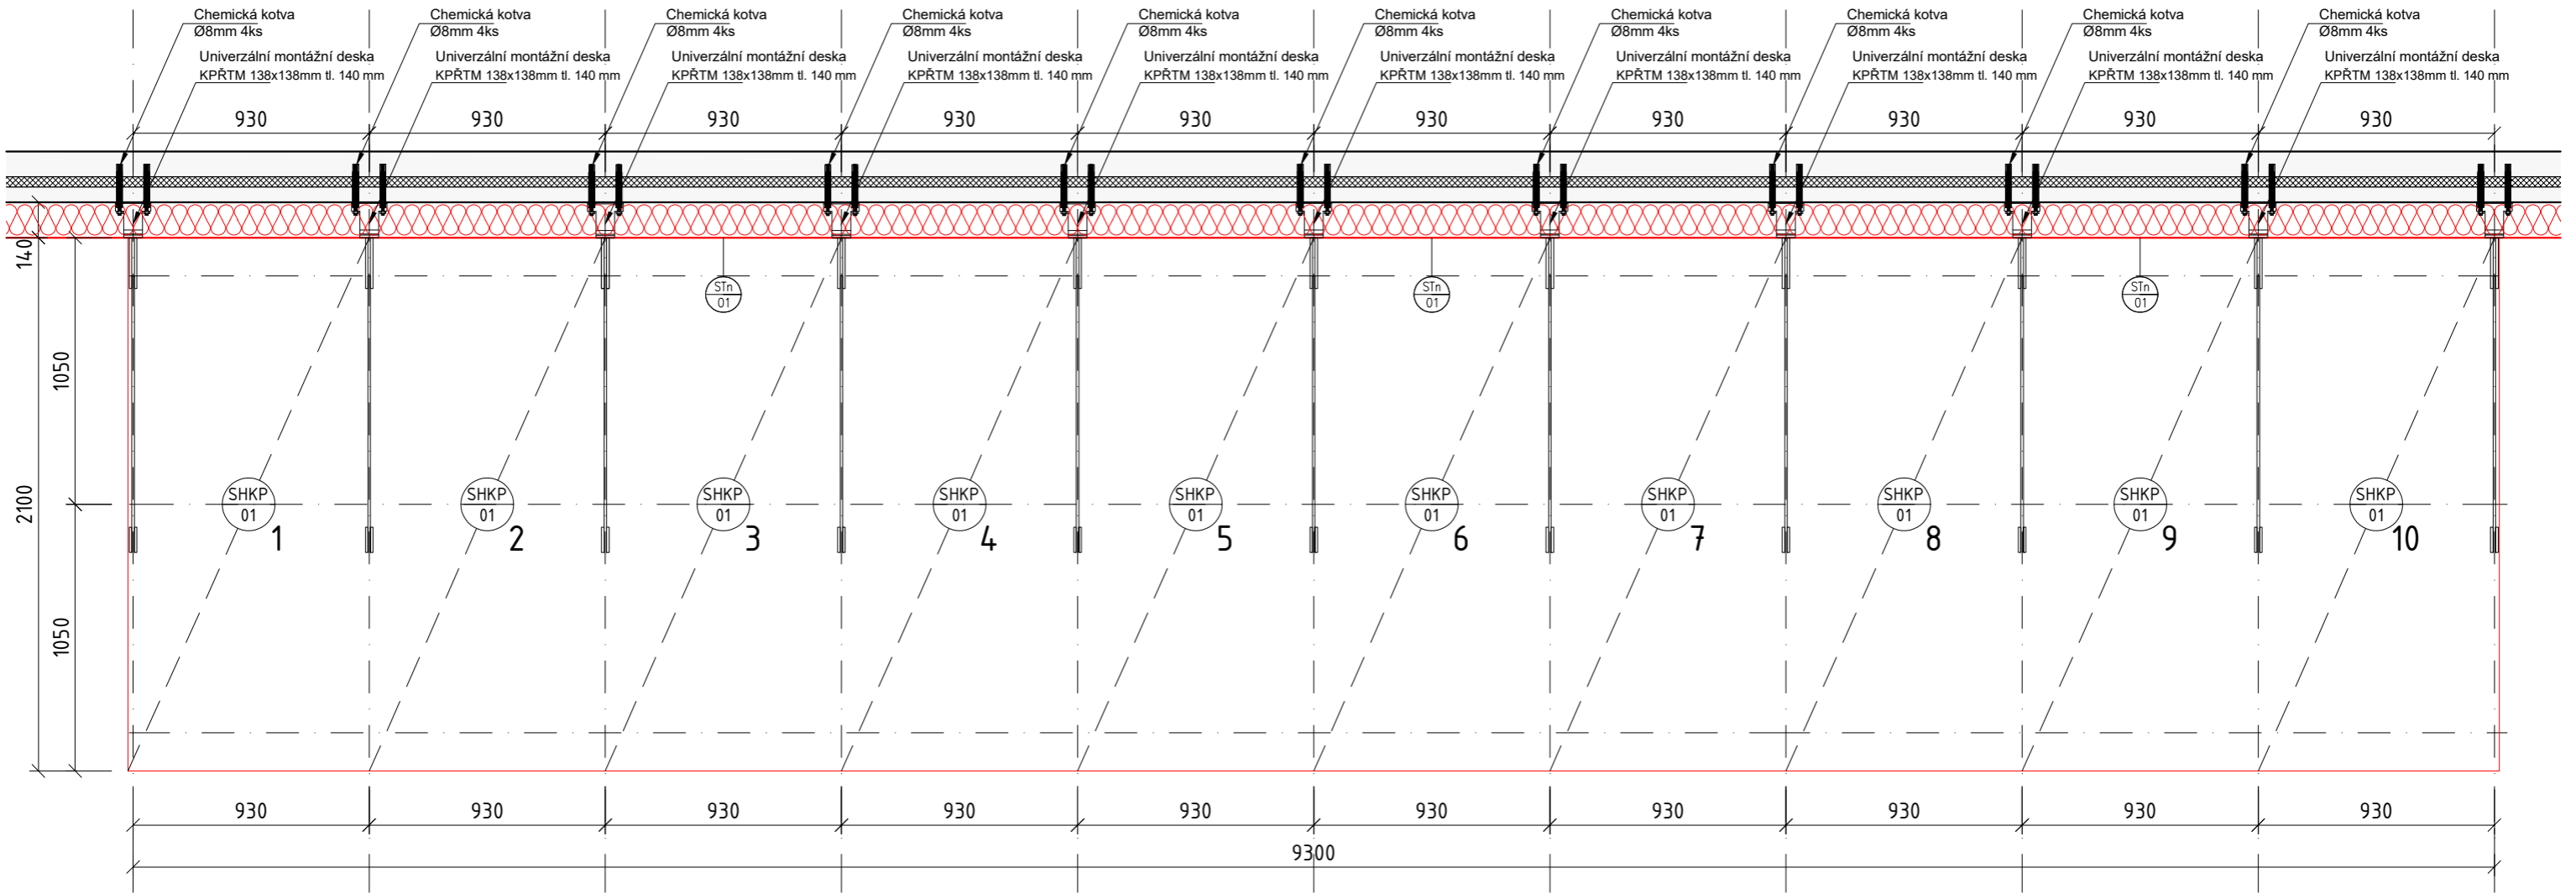 Chemická kotva
Ø8mm 4ks
Univerzální montážní deska
KPŘTM 138x138mm tl. 140 mm
Chemická kotva
Ø8mm 4ks
Univerzální montážní deska
KPŘTM 138x138mm tl. 140 mm
Chemická kotva
Ø8mm 4ks
Univerzální montážní deska
KPŘTM 138x138mm tl. 140 mm
Chemická kotva
Ø8mm 4ks
Univerzální montážní deska
KPŘTM 138x138mm tl. 140 mm
Chemická kotva
Ø8mm 4ks
Univerzální montážní deska
KPŘTM 138x138mm tl. 140 mm
Chemická kotva
Ø8mm 4ks
Univerzální montážní deska
KPŘTM 138x138mm tl. 140 mm
Chemická kotva
Ø8mm 4ks
Univerzální montážní deska
KPŘTM 138x138mm tl. 140 mm
Chemická kotva
Ø8mm 4ks
Univerzální montážní deska
KPŘTM 138x138mm tl. 140 mm
Chemická kotva
Ø8mm 4ks
Univerzální montážní deska
KPŘTM 138x138mm tl. 140 mm
Chemická kotva
Ø8mm 4ks
Univerzální montážní deska
KPŘTM 138x138mm tl. 140 mm
930
930
930
930
930
930
930
930
930
930
140
1050
2100
1050
STn
01
STn
01
STn
01
SHKP
01
1
SHKP
01
2
SHKP
01
3
SHKP
01
4
SHKP
01
5
SHKP
01
6
SHKP
01
7
SHKP
01
8
SHKP
01
9
SHKP
01
10
930
930
930
930
930
930
930
930
930
930
9300